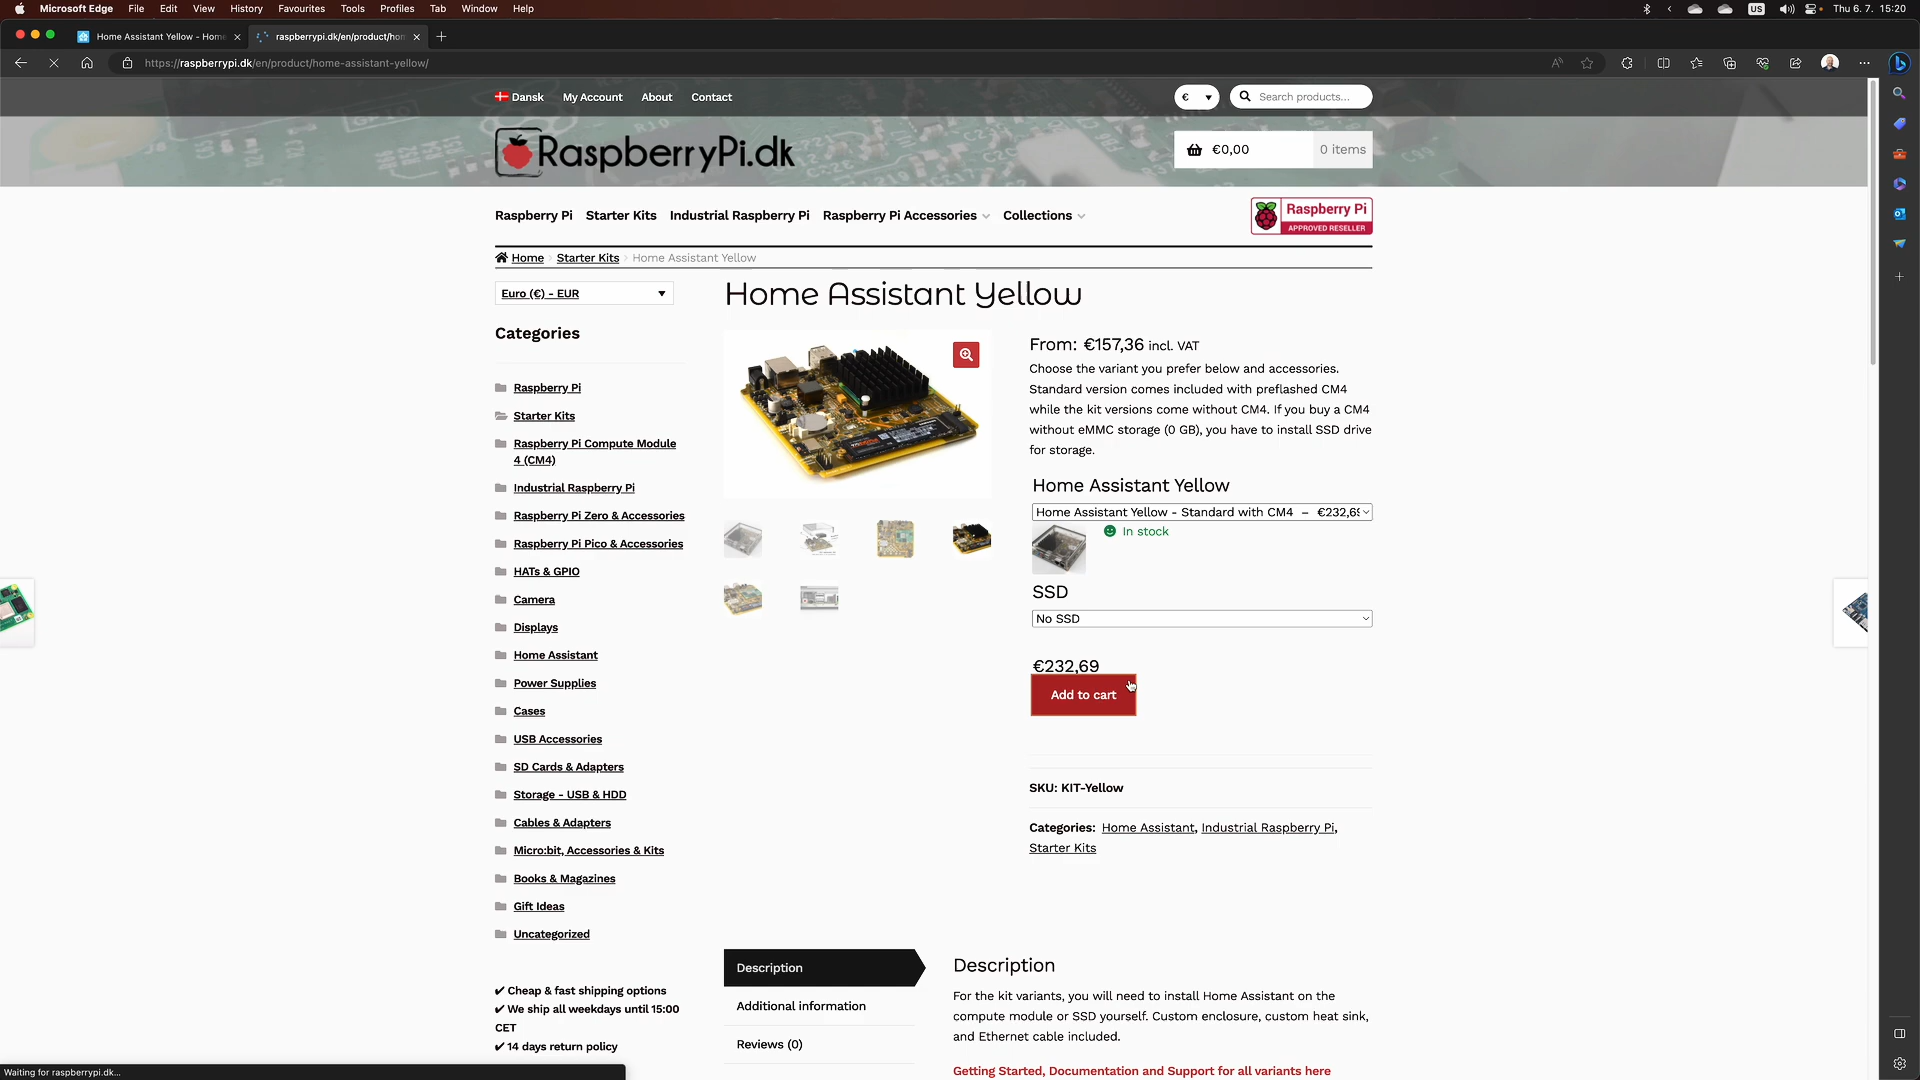 Microsoft Edge File Edit View History Favourites Tools Profiles Tab Window Help US Thu 6. 7. 15:20
Home Assistant Yellow - Home raspberrypi.dk/en/product/hom
https://raspberrypi.dk/en/product/home-assistant-yellow/
Dansk My Account About Contact € Search products...
RaspberryPi.dk €0,00 0 items
Raspberry Pi Starter Kits Industrial Raspberry Pi Raspberry Pi Accessories Collections
Raspberry Pi
APPROVED RESELLER
Home Starter Kits Home Assistant Yellow
Euro (€) - EUR
Categories
Raspberry Pi
Starter Kits
Raspberry Pi Compute Module
4 (CM4)
Industrial Raspberry Pi
Raspberry Pi Zero & Accessories
Raspberry Pi Pico & Accessories
HATs & GPIO
Camera
Displays
Home Assistant
Power Supplies
Cases
USB Accessories
SD Cards & Adapters
Storage - USB & HDD
Cables & Adapters
Micro:bit, Accessories & Kits
Books & Magazines
Gift Ideas
Uncategorized
✔ Cheap & fast shipping options
✔ We ship all weekdays until 15:00
CET
✔ 14 days return policy
Home Assistant Yellow
From: €157,36 incl. VAT
Choose the variant you prefer below and accessories.
Standard version comes included with preflashed CM4
while the kit versions come without CM4. If you buy a CM4
without eMMC storage (0 GB), you have to install SSD drive
for storage.
Home Assistant Yellow
Home Assistant Yellow - Standard with CM4 – €232,69
In stock
SSD
No SSD
€232,69
Add to cart
SKU: KIT-Yellow
Categories: Home Assistant, Industrial Raspberry Pi,
Starter Kits
Description
Additional information
Reviews (0)
Description
For the kit variants, you will need to install Home Assistant on the
compute module or SSD yourself. Custom enclosure, custom heat sink,
and Ethernet cable included.
Getting Started, Documentation and Support for all variants here
Waiting for raspberrypi.dk...